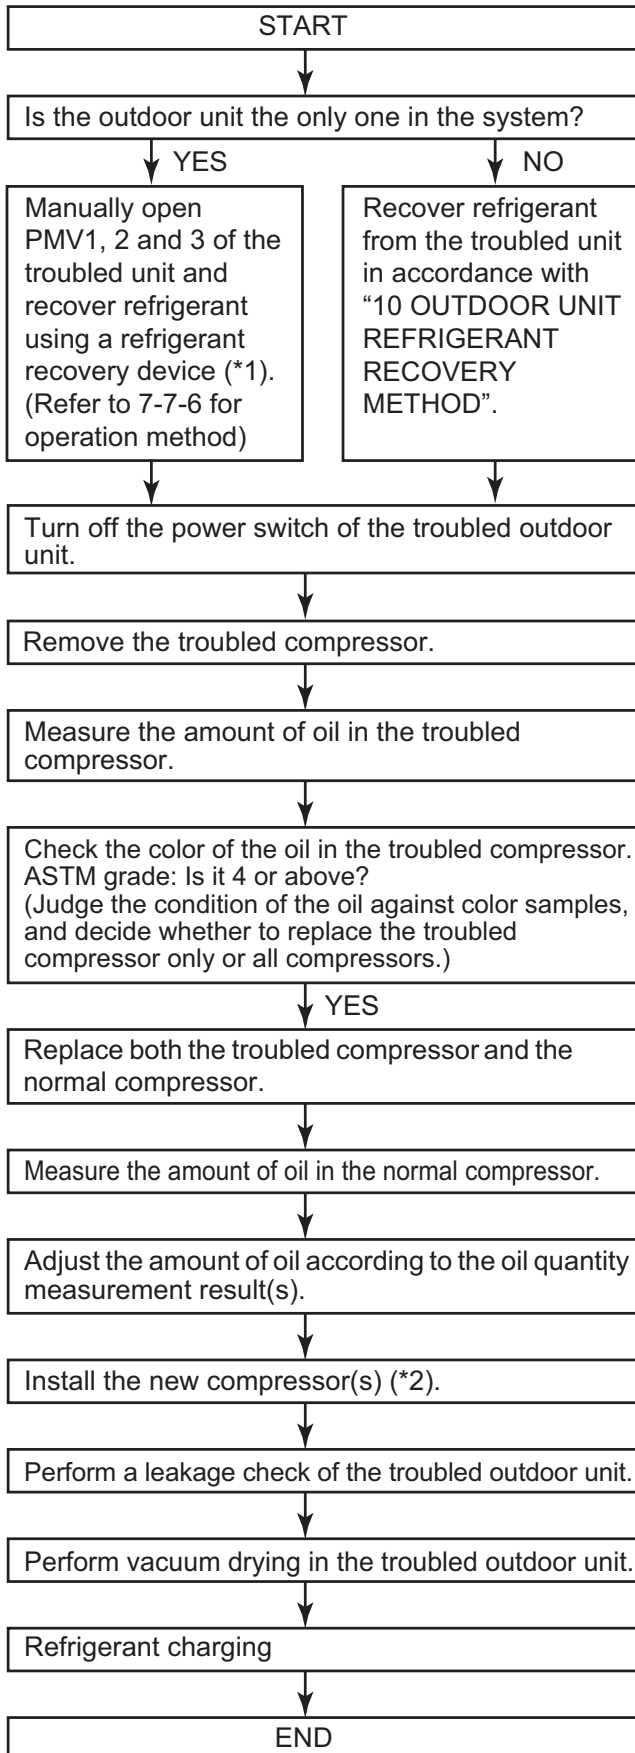 START
Is the outdoor unit the only one in the system?
YES
NO
Manually open
PMV1, 2 and 3 of the
troubled unit and
recover refrigerant
using a refrigerant
recovery device (*1).
(Refer to 7-7-6 for
operation method)
Recover refrigerant
from the troubled unit
in accordance with
“10 OUTDOOR UNIT
REFRIGERANT
RECOVERY
METHOD”.
Turn off the power switch of the troubled outdoor
unit.
Remove the troubled compressor.
Measure the amount of oil in the troubled
compressor.
Check the color of the oil in the troubled compressor.
ASTM grade: Is it 4 or above?
(Judge the condition of the oil against color samples,
and decide whether to replace the troubled
compressor only or all compressors.)
YES
Replace both the troubled compressor and the
normal compressor.
Measure the amount of oil in the normal compressor.
Adjust the amount of oil according to the oil quantity
measurement result(s).
Install the new compressor(s) (*2).
Perform a leakage check of the troubled outdoor unit.
Perform vacuum drying in the troubled outdoor unit.
Refrigerant charging
END